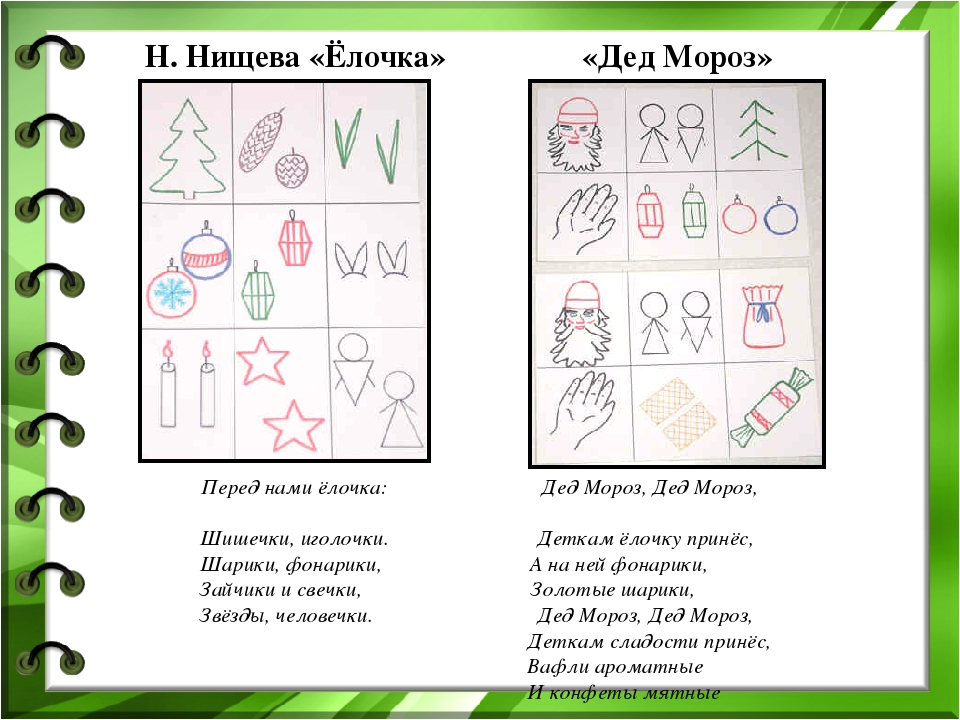 Н. Нищева «Ёлочка»
«Дед Мороз»
Перед нами ёлочка:
Шишечки, иголочки.
Шарики, фонарики,
Зайчики и свечки,
Звёзды, человечки.
Дед Мороз, Дед Мороз,
Деткам ёлочку принёс,
А на ней фонарики,
Золотые шарики,
Дед Мороз, Дед Мороз,
Деткам сладости принёс,
Вафли ароматные
И конфеты мятные